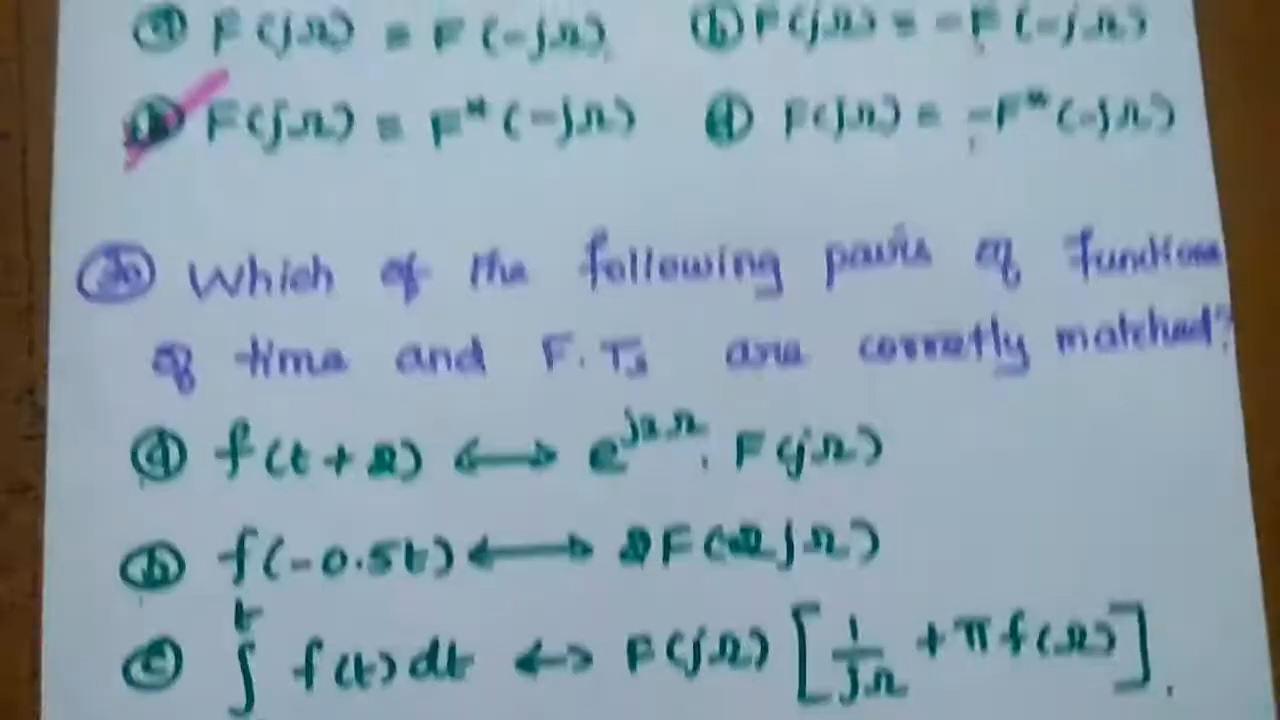 ⓐ F(jΩ) = F(-jΩ) ⓑ F(jΩ) = -F(-jΩ)
F(jΩ) = F*(-jΩ) ⓓ F(jΩ) = -F*(-jΩ)
Which of the following pairs of functions
of time and F.Ts are correctly matched?
ⓐ f(t+2) ⟷ e^{j2Ω}. F(jΩ)
ⓑ f(-0.5t) ⟷ 2F(2jΩ)
ⓒ ∫^t f(t)dt ↔ F(jΩ) [1/jΩ + πf(Ω)].